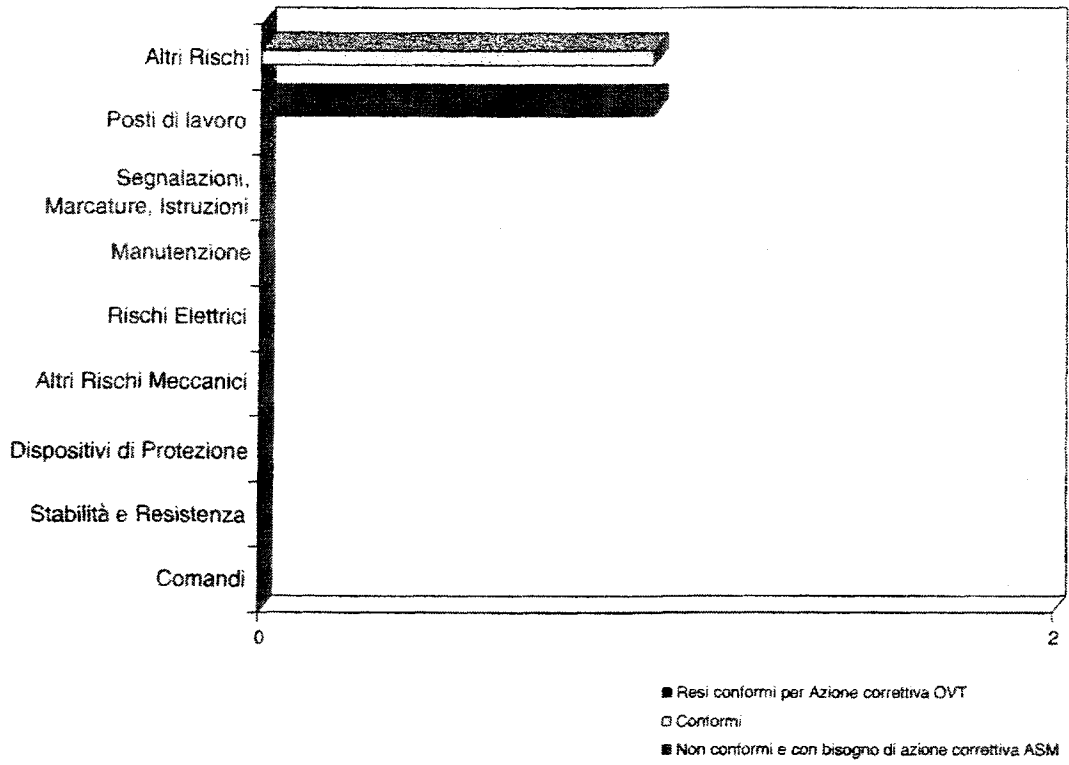 Altri Rischi
Posti di lavoro
Segnalazioni,
Marcature, Istruzioni
Manutenzione
Rischi Elettrici
Altri Rischi Meccanici
Dispositivi di Protezione
Stabilità e Resistenza
Comandi
0
2
Resi conformi per Azione correttiva OVT
Conformi
Non conformi e con bisogno di azione correttiva ASM